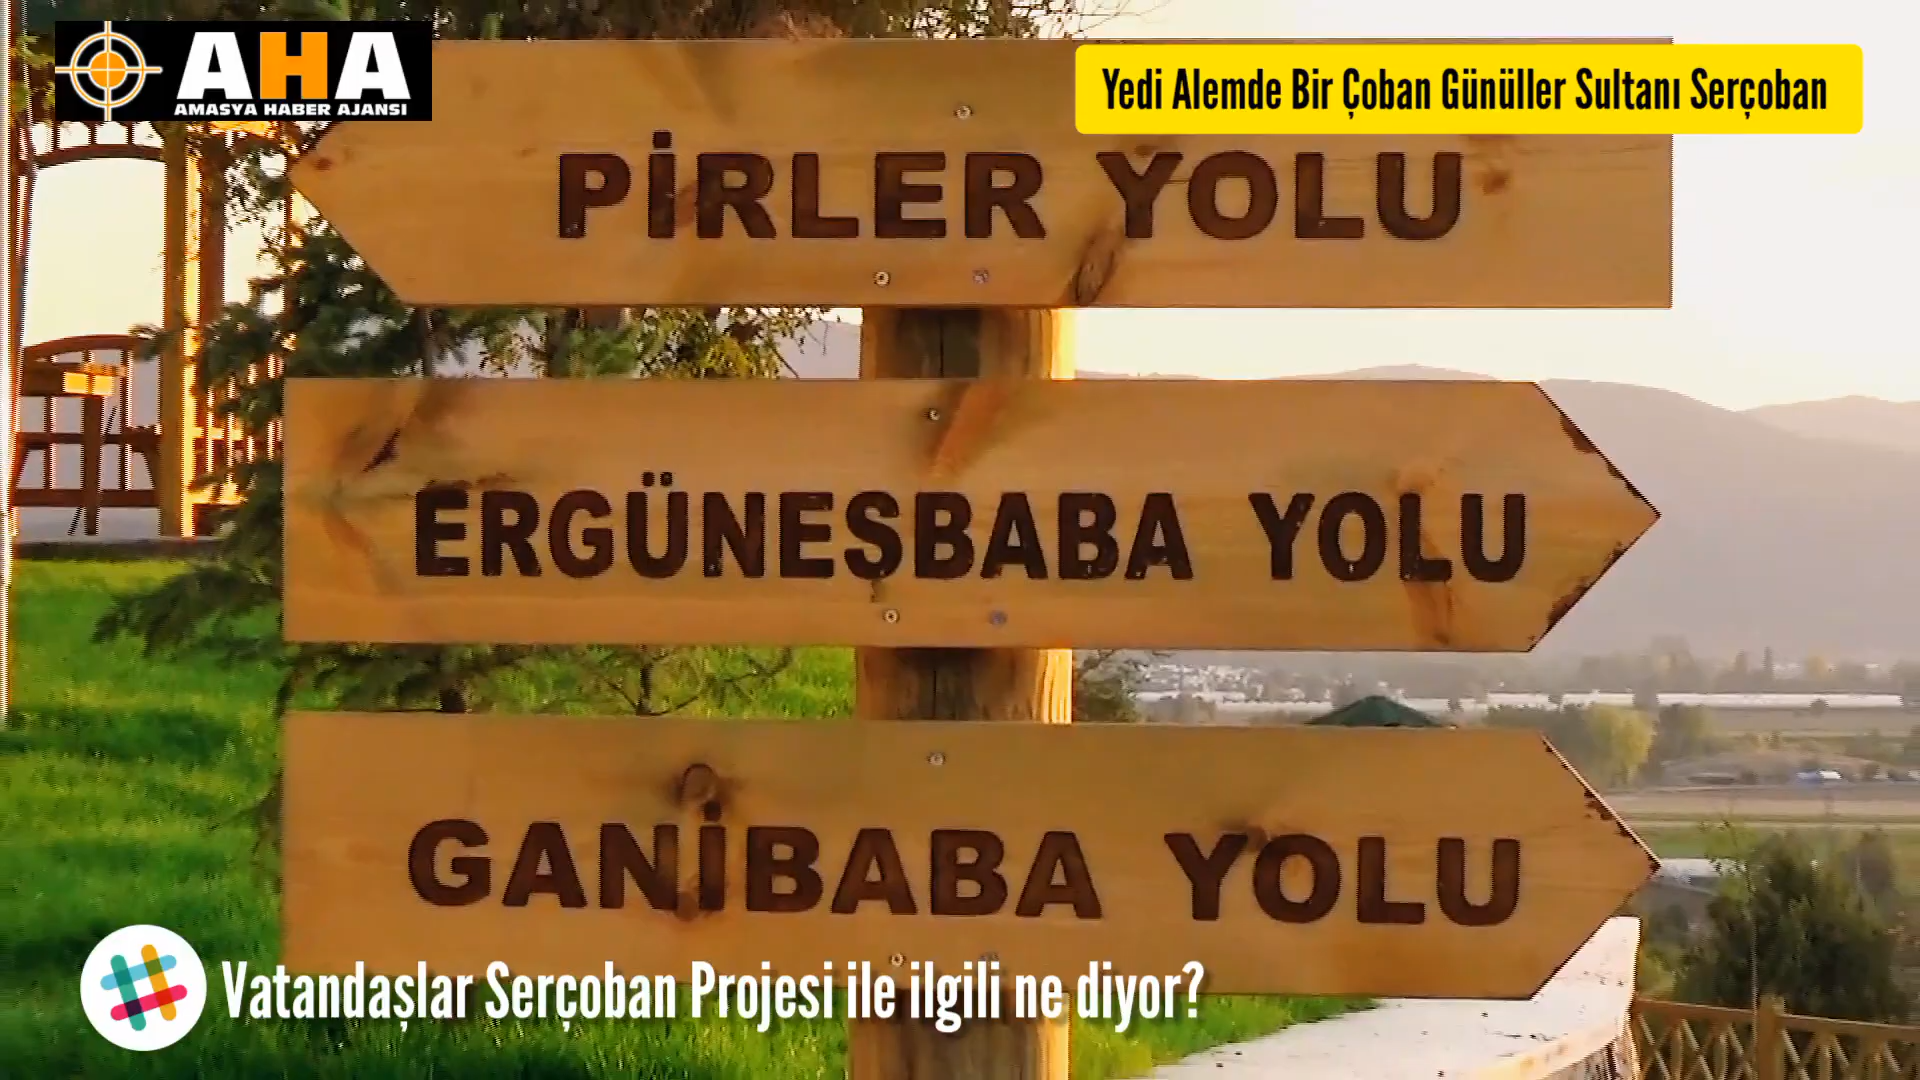 AHA
AMASYA HABER AJANSI
Yedi Alemde Bir Çoban Günüller Sultanı Serçoban
PİRLER YOLU
ERGÜNEŞBABA YOLU
GANİBABA YOLU
Vatandaşlar Serçoban Projesi ile ilgili ne diyor?